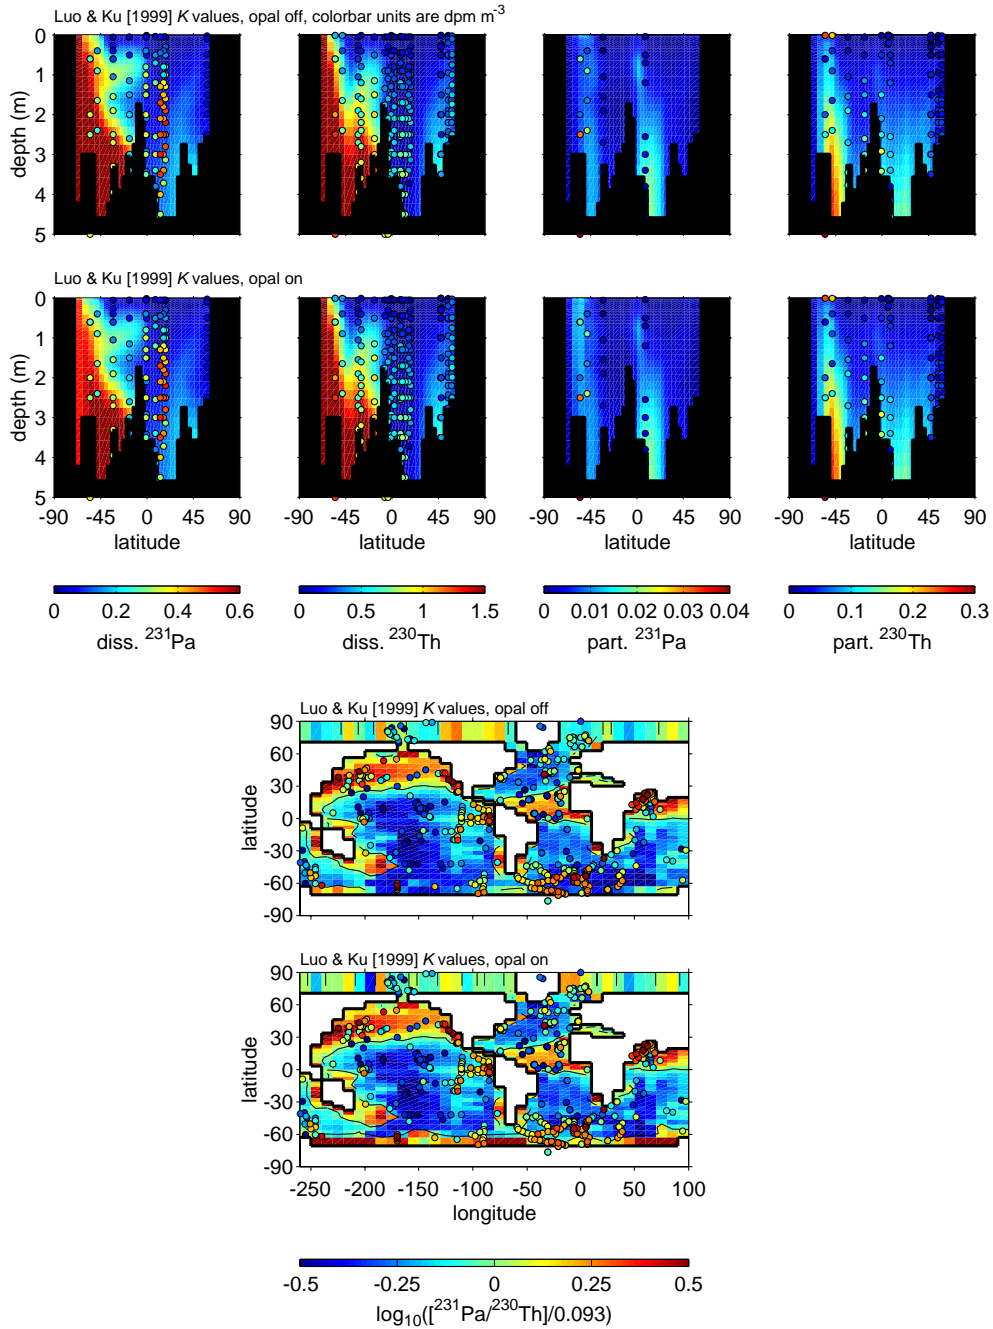 Luo & Ku [1999] K values, opal off, colorbar units are dpm m⁻³
0
1
2
3
4
5
depth (m)
Luo & Ku [1999] K values, opal on
0
1
2
3
4
5
depth (m)
-90 -45 0 45 90
latitude
-90 -45 0 45 90
latitude
-90 -45 0 45 90
latitude
-90 -45 0 45 90
latitude
0 0.2 0.4 0.6
diss. ²³¹Pa
0 0.5 1 1.5
diss. ²³⁰Th
0 0.01 0.02 0.03 0.04
part. ²³¹Pa
0 0.1 0.2 0.3
part. ²³⁰Th
Luo & Ku [1999] K values, opal off
90
60
30
0
-30
-60
-90
latitude
Luo & Ku [1999] K values, opal on
90
60
30
0
-30
-60
-90
latitude
-250 -200 -150 -100 -50 0 50 100
longitude
-0.5 -0.25 0 0.25 0.5
log₁₀([²³¹Pa/²³⁰Th]/0.093)